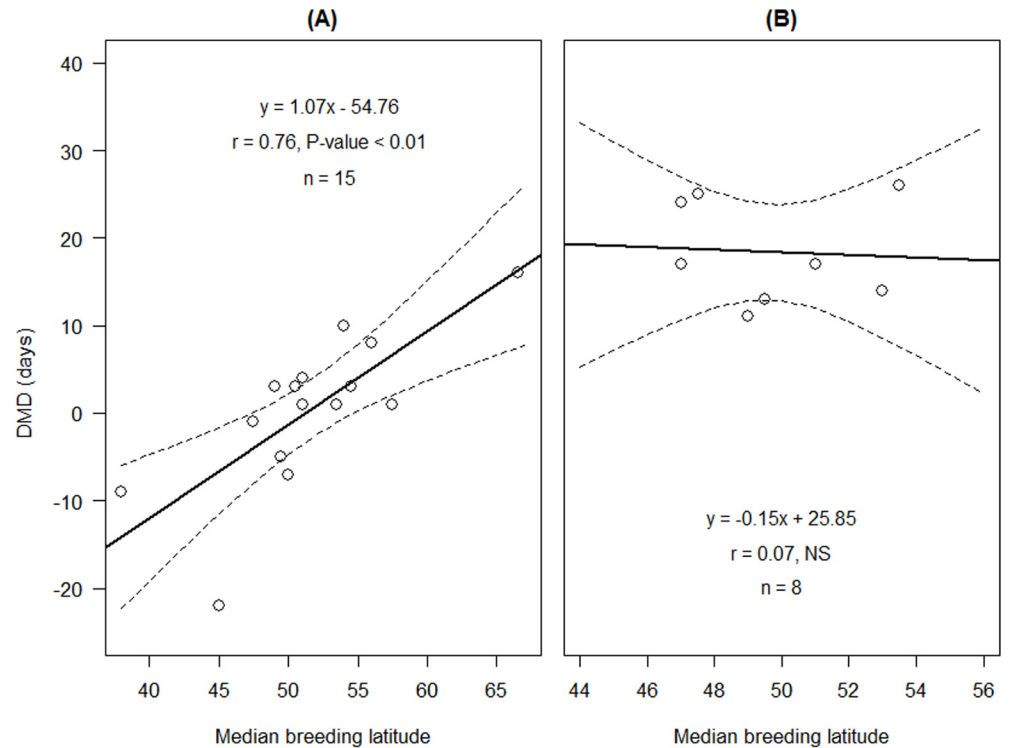 (A)
(B)
y = 1.07x - 54.76
r = 0.76, P-value < 0.01
n = 15
y = -0.15x + 25.85
r = 0.07, NS
n = 8
DMD (days)
40
30
20
10
0
-10
-20
40 45 50 55 60 65
44 46 48 50 52 54 56
Median breeding latitude
Median breeding latitude